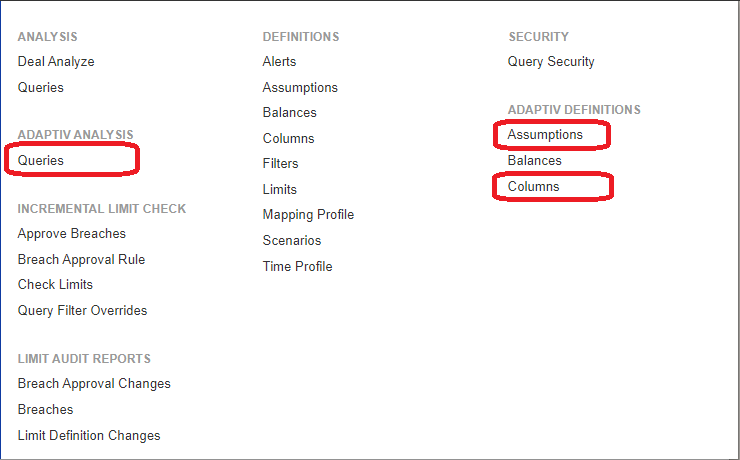 ANALYSIS
Deal Analyze
Queries
ADAPTIV ANALYSIS
Queries
INCREMENTAL LIMIT CHECK
Approve Breaches
Breach Approval Rule
Check Limits
Query Filter Overrides
LIMIT AUDIT REPORTS
Breach Approval Changes
Breaches
Limit Definition Changes
DEFINITIONS
Alerts
Assumptions
Balances
Columns
Filters
Limits
Mapping Profile
Scenarios
Time Profile
SECURITY
Query Security
ADAPTIV DEFINITIONS
Assumptions
Balances
Columns